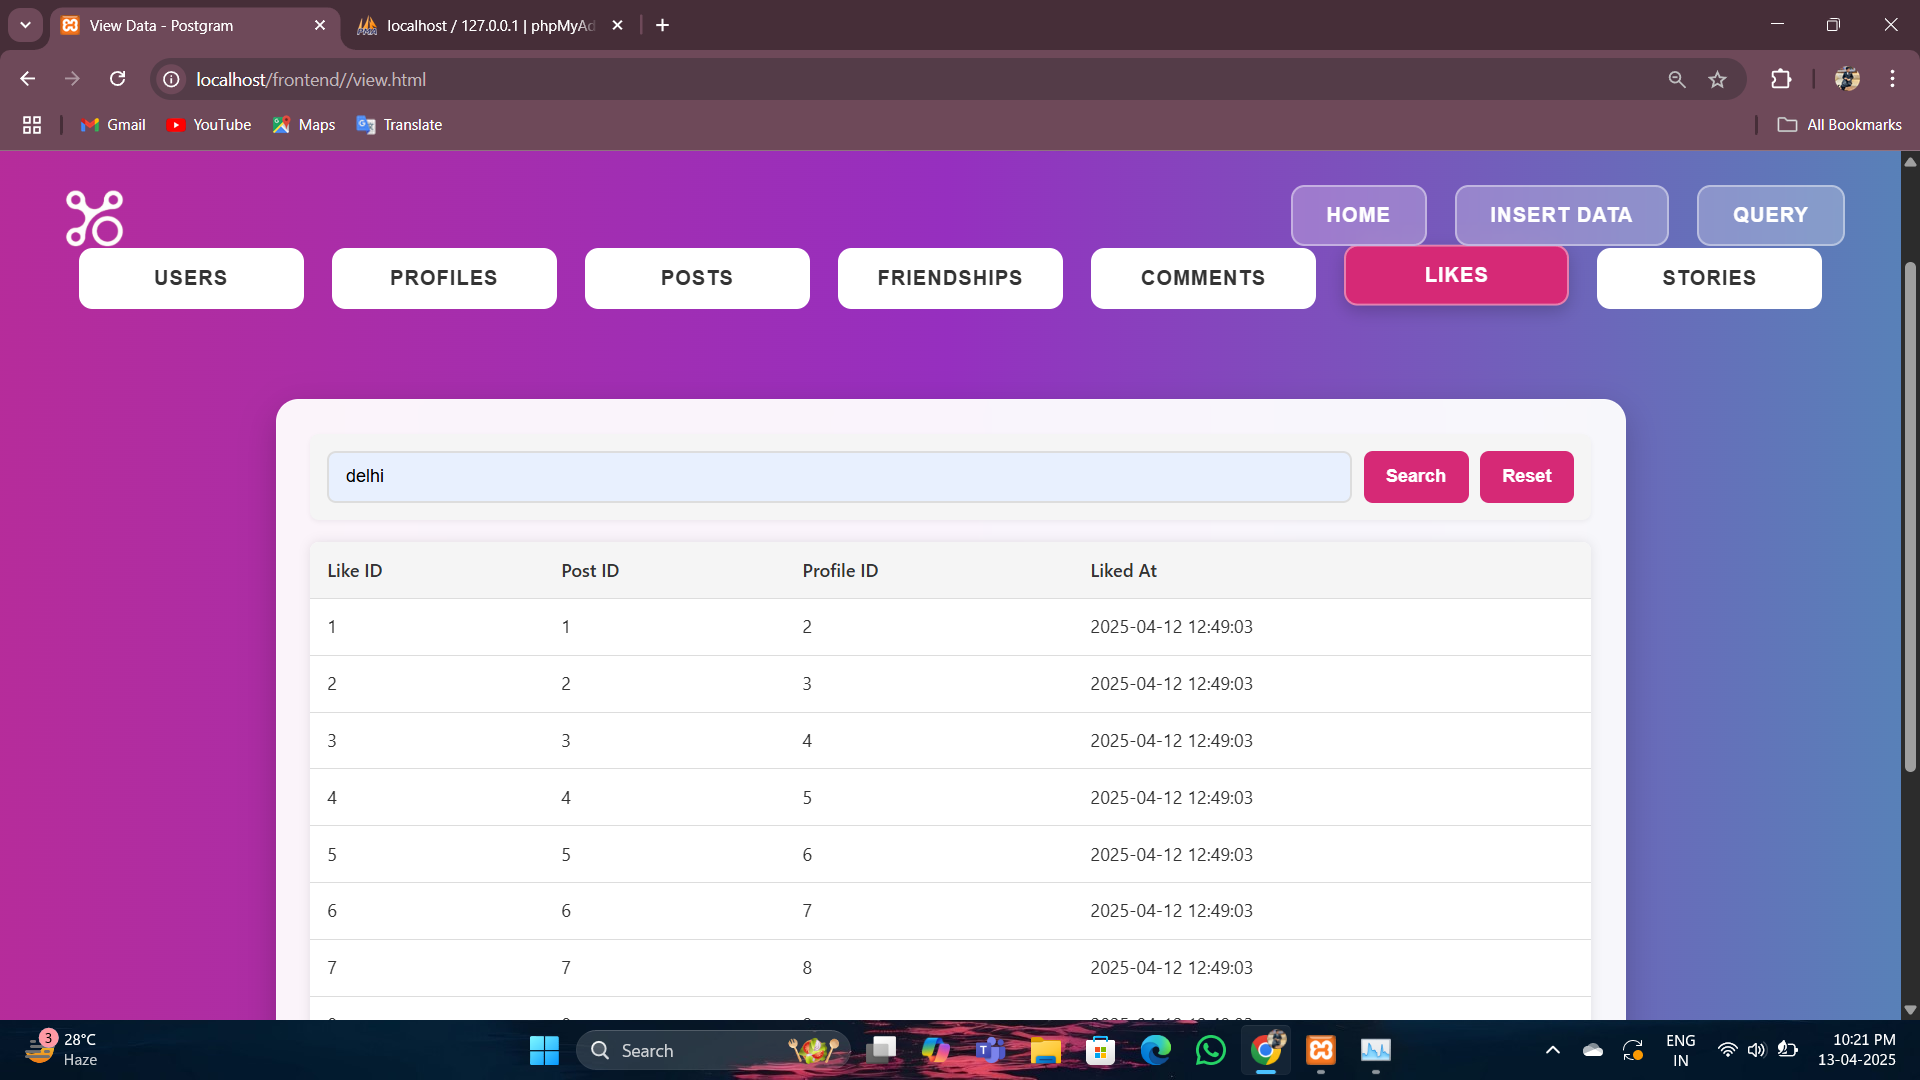 View Data - Postgram
localhost / 127.0.0.1 | phpMyAd
localhost/frontend//view.html
Gmail YouTube Maps Translate All Bookmarks
HOME INSERT DATA QUERY
USERS PROFILES POSTS FRIENDSHIPS COMMENTS LIKES STORIES
delhi Search Reset
Like ID Post ID Profile ID Liked At
1 1 2 2025-04-12 12:49:03
2 2 3 2025-04-12 12:49:03
3 3 4 2025-04-12 12:49:03
4 4 5 2025-04-12 12:49:03
5 5 6 2025-04-12 12:49:03
6 6 7 2025-04-12 12:49:03
7 7 8 2025-04-12 12:49:03
3 28°C
Haze
Search
ENG
IN
10:21 PM
13-04-2025